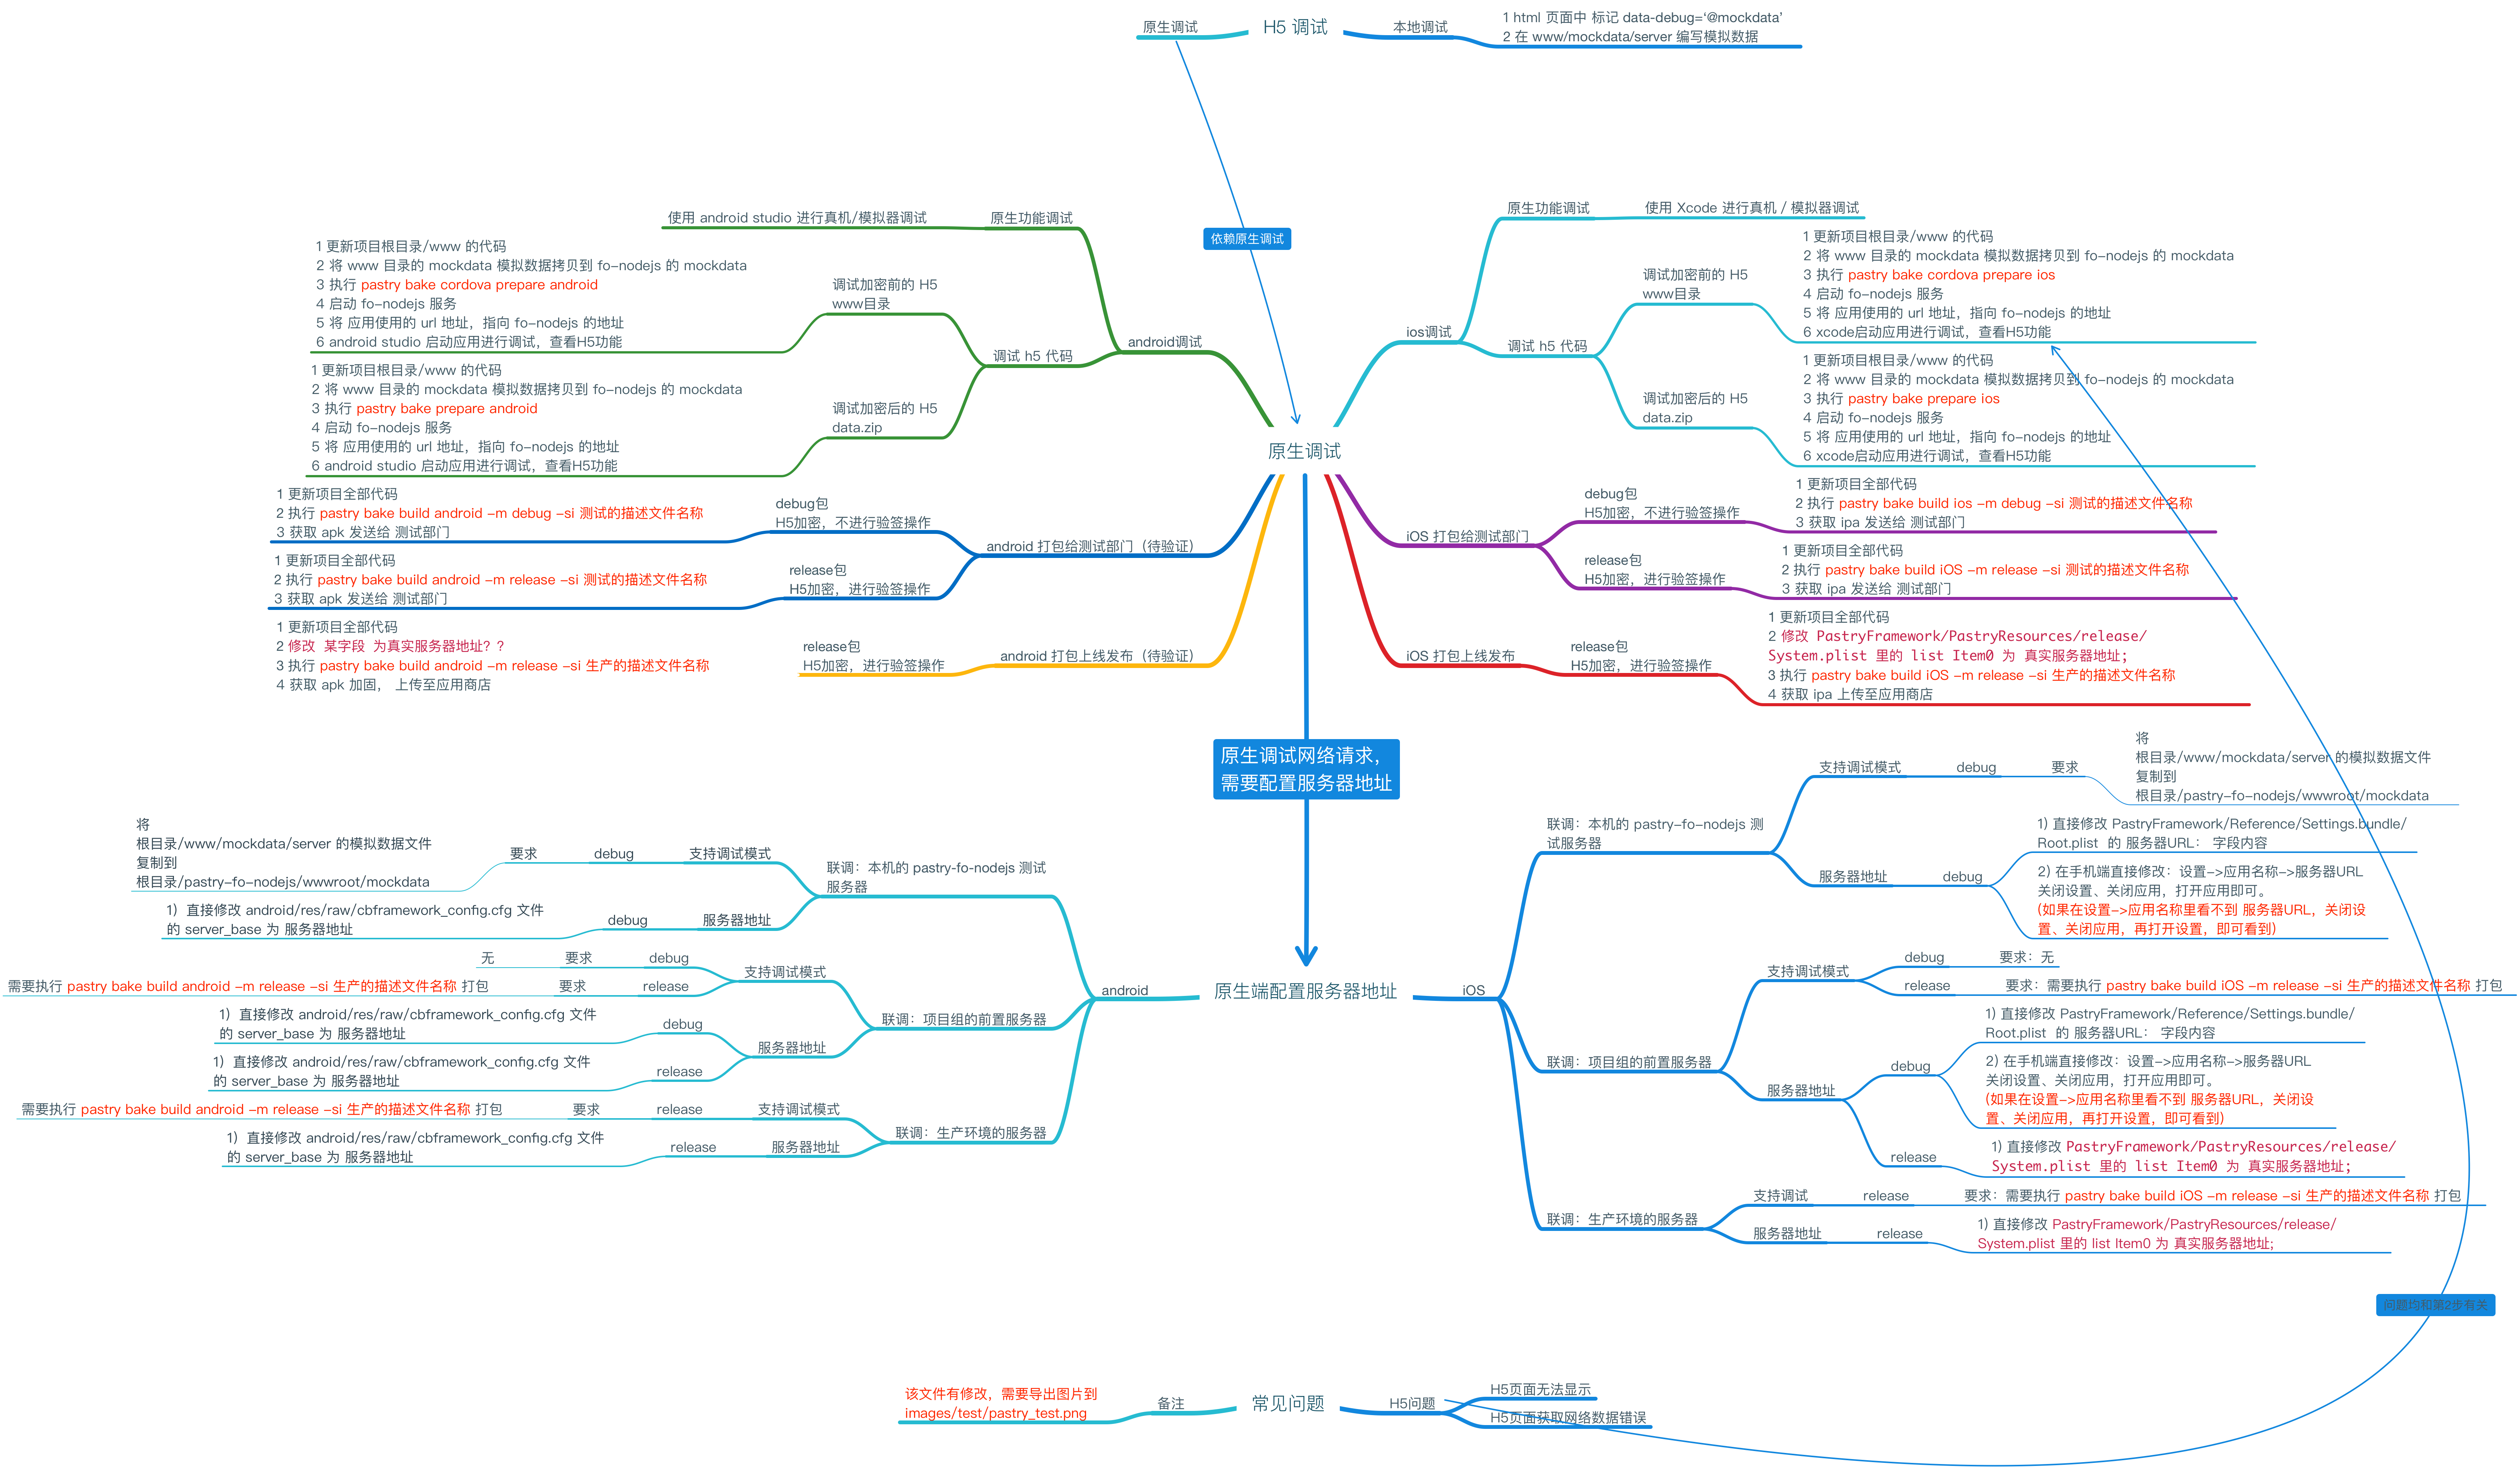 原生调试
H5 调试
本地调试
1 html 页面中 标记 data-debug=‘@mockdata’
2 在 www/mockdata/server 编写模拟数据
依赖原生调试
使用 android studio 进行真机/模拟器调试
原生功能调试
1 更新项目根目录/www 的代码
2 将 www 目录的 mockdata 模拟数据拷贝到 fo-nodejs 的 mockdata
3 执行 pastry bake cordova prepare android
4 启动 fo-nodejs 服务
5 将 应用使用的 url 地址，指向 fo-nodejs 的地址
6 android studio 启动应用进行调试，查看H5功能
调试加密前的 H5
www目录
调试 h5 代码
android调试
1 更新项目根目录/www 的代码
2 将 www 目录的 mockdata 模拟数据拷贝到 fo-nodejs 的 mockdata
3 执行 pastry bake prepare android
4 启动 fo-nodejs 服务
5 将 应用使用的 url 地址，指向 fo-nodejs 的地址
6 android studio 启动应用进行调试，查看H5功能
调试加密后的 H5
data.zip
原生调试
1 更新项目全部代码
2 执行 pastry bake build android -m debug -si 测试的描述文件名称
3 获取 apk 发送给 测试部门
debug包
H5加密，不进行验签操作
android 打包给测试部门（待验证）
1 更新项目全部代码
2 执行 pastry bake build android -m release -si 测试的描述文件名称
3 获取 apk 发送给 测试部门
release包
H5加密，进行验签操作
1 更新项目全部代码
2 修改 某字段 为真实服务器地址？？
3 执行 pastry bake build android -m release -si 生产的描述文件名称
4 获取 apk 加固， 上传至应用商店
release包
H5加密，进行验签操作
android 打包上线发布（待验证）
ios调试
原生功能调试
使用 Xcode 进行真机 / 模拟器调试
调试 h5 代码
调试加密前的 H5
www目录
1 更新项目根目录/www 的代码
2 将 www 目录的 mockdata 模拟数据拷贝到 fo-nodejs 的 mockdata
3 执行 pastry bake cordova prepare ios
4 启动 fo-nodejs 服务
5 将 应用使用的 url 地址，指向 fo-nodejs 的地址
6 xcode启动应用进行调试，查看H5功能
调试加密后的 H5
data.zip
1 更新项目根目录/www 的代码
2 将 www 目录的 mockdata 模拟数据拷贝到 fo-nodejs 的 mockdata
3 执行 pastry bake prepare ios
4 启动 fo-nodejs 服务
5 将 应用使用的 url 地址，指向 fo-nodejs 的地址
6 xcode启动应用进行调试，查看H5功能
iOS 打包给测试部门
debug包
H5加密，不进行验签操作
1 更新项目全部代码
2 执行 pastry bake build ios -m debug -si 测试的描述文件名称
3 获取 ipa 发送给 测试部门
release包
H5加密，进行验签操作
1 更新项目全部代码
2 执行 pastry bake build iOS -m release -si 测试的描述文件名称
3 获取 ipa 发送给 测试部门
iOS 打包上线发布
release包
H5加密，进行验签操作
1 更新项目全部代码
2 修改 PastryFramework/PastryResources/release/
System.plist 里的 list Item0 为 真实服务器地址；
3 执行 pastry bake build iOS -m release -si 生产的描述文件名称
4 获取 ipa 上传至应用商店
原生调试网络请求，
需要配置服务器地址
原生端配置服务器地址
android
联调：本机的 pastry-fo-nodejs 测试
服务器
支持调试模式
debug
要求
将
根目录/www/mockdata/server 的模拟数据文件
复制到
根目录/pastry-fo-nodejs/wwwroot/mockdata
服务器地址
debug
1) 直接修改 android/res/raw/cbframework_config.cfg 文件
的 server_base 为 服务器地址
联调：项目组的前置服务器
支持调试模式
debug
要求
无
release
要求
需要执行 pastry bake build android -m release -si 生产的描述文件名称 打包
服务器地址
debug
1) 直接修改 android/res/raw/cbframework_config.cfg 文件
的 server_base 为 服务器地址
release
1) 直接修改 android/res/raw/cbframework_config.cfg 文件
的 server_base 为 服务器地址
联调：生产环境的服务器
支持调试模式
release
要求
需要执行 pastry bake build android -m release -si 生产的描述文件名称 打包
服务器地址
release
1) 直接修改 android/res/raw/cbframework_config.cfg 文件
的 server_base 为 服务器地址
iOS
联调：本机的 pastry-fo-nodejs 测
试服务器
支持调试模式
debug
要求
将
根目录/www/mockdata/server 的模拟数据文件
复制到
根目录/pastry-fo-nodejs/wwwroot/mockdata
服务器地址
debug
1) 直接修改 PastryFramework/Reference/Settings.bundle/
Root.plist 的 服务器URL： 字段内容
2) 在手机端直接修改：设置->应用名称->服务器URL
关闭设置、关闭应用，打开应用即可。
(如果在设置->应用名称里看不到 服务器URL，关闭设
置、关闭应用，再打开设置，即可看到)
联调：项目组的前置服务器
支持调试模式
debug
要求：无
release
要求：需要执行 pastry bake build iOS -m release -si 生产的描述文件名称 打包
服务器地址
debug
1) 直接修改 PastryFramework/Reference/Settings.bundle/
Root.plist 的 服务器URL： 字段内容
2) 在手机端直接修改：设置->应用名称->服务器URL
关闭设置、关闭应用，打开应用即可。
(如果在设置->应用名称里看不到 服务器URL，关闭设
置、关闭应用，再打开设置，即可看到)
release
1) 直接修改 PastryFramework/PastryResources/release/
System.plist 里的 list Item0 为 真实服务器地址；
联调：生产环境的服务器
支持调试
release
要求：需要执行 pastry bake build iOS -m release -si 生产的描述文件名称 打包
服务器地址
release
1) 直接修改 PastryFramework/PastryResources/release/
System.plist 里的 list Item0 为 真实服务器地址;
问题均和第2步有关
该文件有修改，需要导出图片到
images/test/pastry_test.png
备注
常见问题
H5问题
H5页面无法显示
H5页面获取网络数据错误